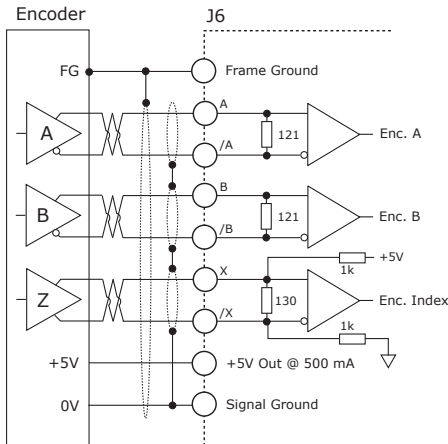 Encoder J6
FG Frame Ground
A
A 121 Enc. A
/A
B
B 121 Enc. B
/B
+5V
X 1k
Z 130 Enc. Index
/X 1k
+5V +5V Out @ 500 mA
0V Signal Ground